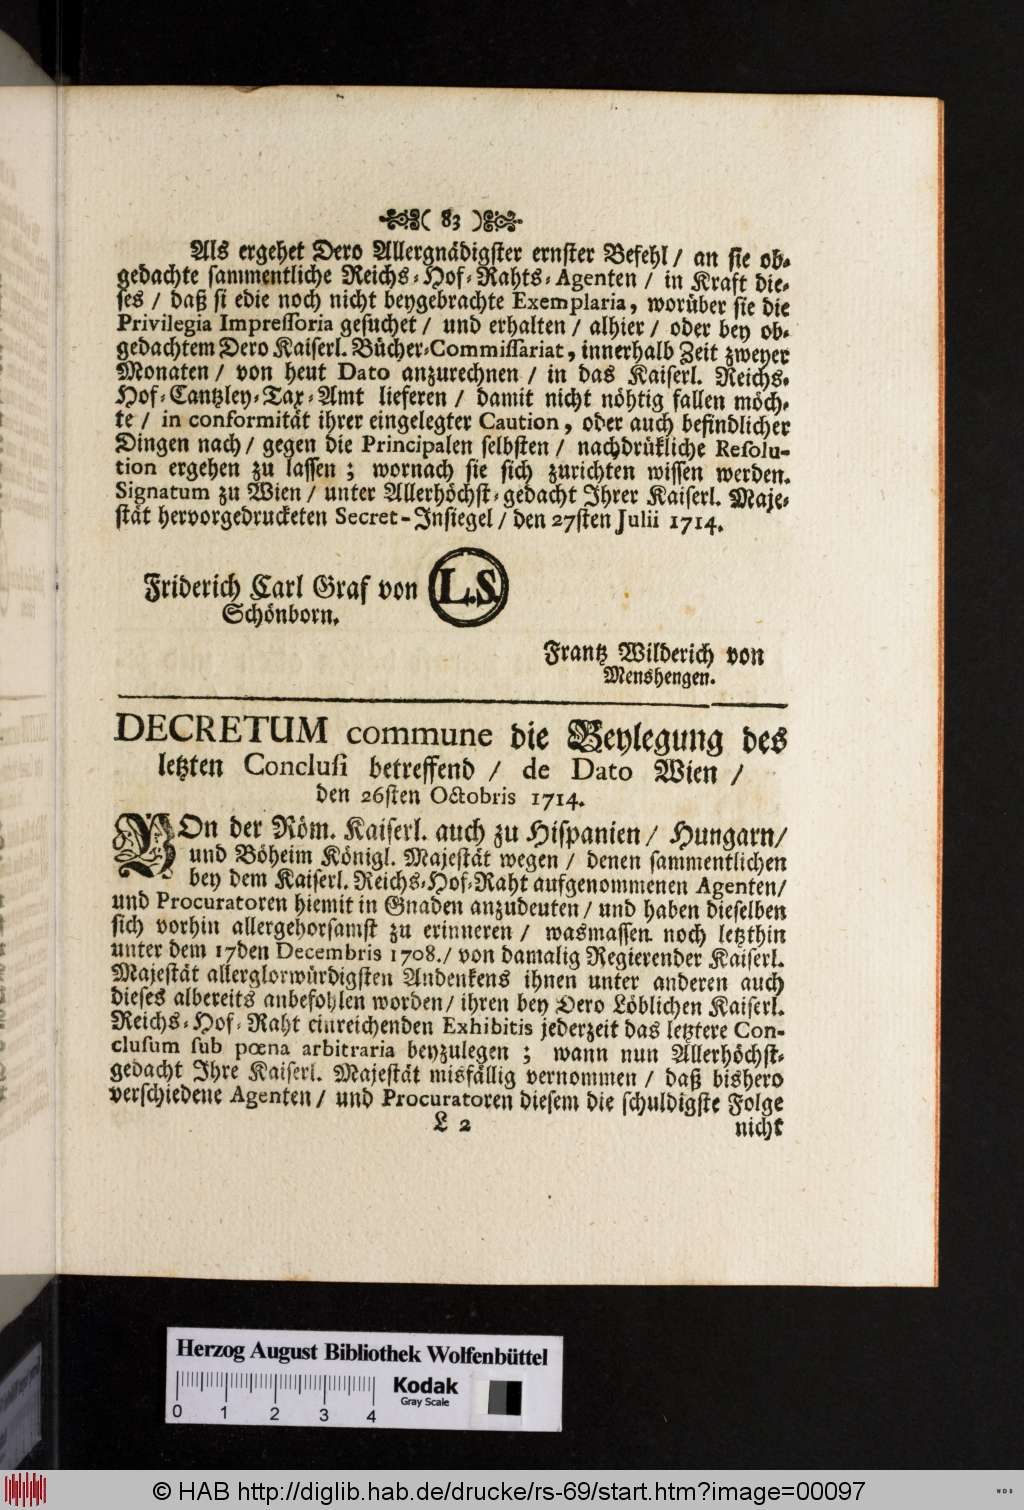 ( 83 )
Als ergehet Dero Allergnädigster ernster Befehl / an sie ob-
gedachte sammentliche Reichs-Hof-Rahts-Agenten / in Kraft die-
ses / daß si edie noch nicht beygebrachte Exemplaria, worüber sie die
Privilegia Impressoria gesuchet / und erhalten / alhier / oder bey ob-
gedachtem Dero Kaiserl. Bücher-Commissariat, innerhalb Zeit zweyer
Monaten / von heut Dato anzurechnen / in das Kaiserl. Reichs-
Hof-Cantzley-Tax-Amt lieferen / damit nicht nöhtig fallen möch-
te / in conformität ihrer eingelegter Caution, oder auch befindlicher
Dingen nach / gegen die Principalen selbsten / nachdrükliche Resolu-
tion ergehen zu lassen ; wornach sie sich zurichten wissen werden.
Signatum zu Wien / unter Allerhöchst-gedacht Ihrer Kaiserl. Maje-
stät hervorgedrucketen Secret-Insiegel / den 27sten Julii 1714.
Friderich Carl Graf von L.S.
Schönborn.
Frantz Wilderich von
Menshengen.
DECRETUM commune die Beylegung des
letzten Conclusi betreffend / de Dato Wien /
den 26sten Octobris 1714.
VOn der Röm. Kaiserl. auch zu Hispanien / Hungarn /
und Böheim Königl. Majestät wegen / denen sammentlichen
bey dem Kaiserl. Reichs-Hof-Raht aufgenommenen Agenten /
und Procuratoren hiemit in Gnaden anzudeuten / und haben dieselben
sich vorhin allergehorsamst zu erinneren / wasmassen noch letzthin
unter dem 17den Decembris 1708. / von damalig Regierender Kaiserl.
Majestät allerglorwürdigsten Andenkens ihnen unter anderen auch
dieses albereits anbefohlen worden / ihren bey Dero Löblichen Kaiserl.
Reichs-Hof-Raht einreichenden Exhibitis jederzeit das letztere Con-
clusum sub pœna arbitraria beyzulegen ; wann nun Allerhöchst-
gedacht Ihre Kaiserl. Majestät misfällig vernommen / daß bishero
verschiedene Agenten / und Procuratoren diesem die schuldigste Folge
L 2 nicht
Herzog August Bibliothek Wolfenbüttel
Kodak
Gray Scale
0 1 2 3 4
© HAB http://diglib.hab.de/drucke/rs-69/start.htm?image=00097